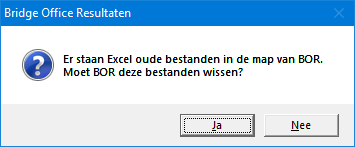 Bridge Office Resultaten
Er staan Excel oude bestanden in de map van BOR.
Moet BOR deze bestanden wissen?
Ja
Nee